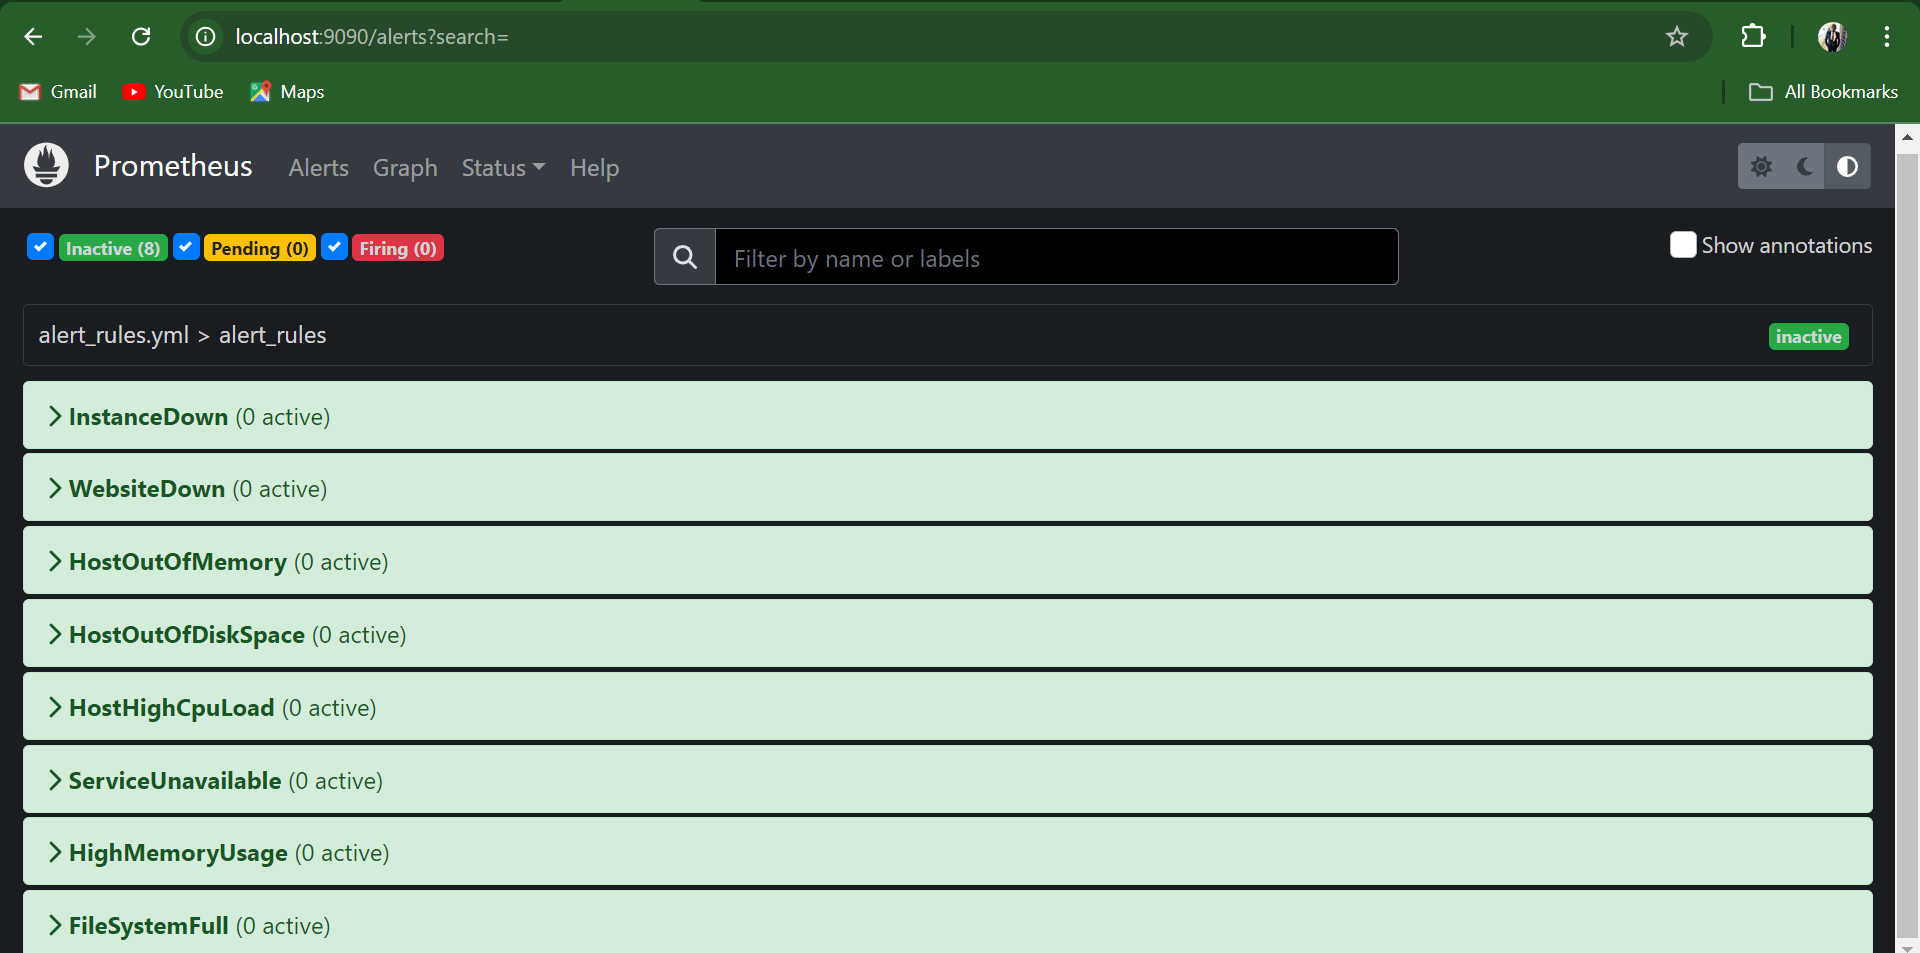 localhost:9090/alerts?search=
Gmail YouTube Maps All Bookmarks
Prometheus Alerts Graph Status Help
Inactive (8) Pending (0) Firing (0) Filter by name or labels Show annotations
alert_rules.yml > alert_rules inactive
InstanceDown (0 active)
WebsiteDown (0 active)
HostOutOfMemory (0 active)
HostOutOfDiskSpace (0 active)
HostHighCpuLoad (0 active)
ServiceUnavailable (0 active)
HighMemoryUsage (0 active)
FileSystemFull (0 active)